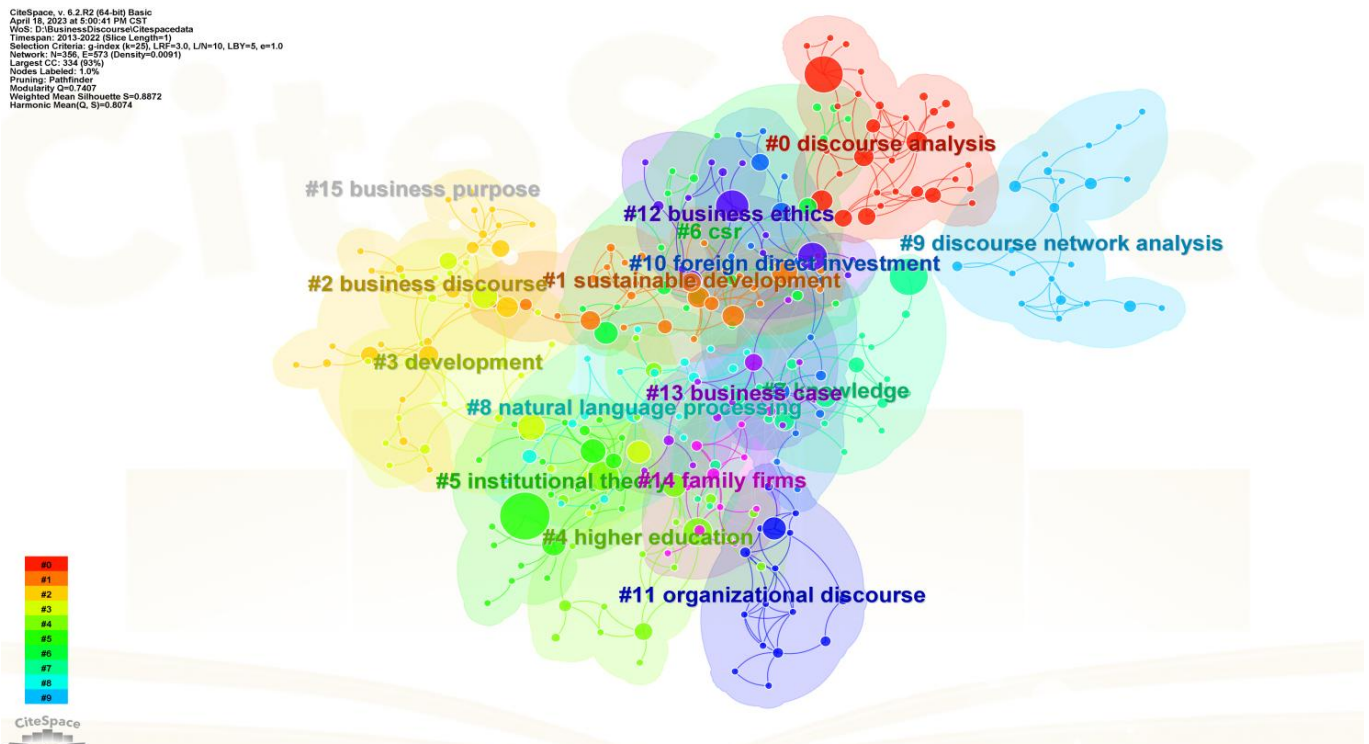 CiteSpace, v. 6.2.R2 (64-bit) Basic
April 18, 2023 at 5:00:41 PM CST
WoS: D:\BusinessDiscourse\Citespacedata
Timespan: 2013-2022 (Slice Length=1)
Selection Criteria: g-index (k=25), LRF=3.0, L/N=10, LBY=5, e=1.0
Network: N=356, E=573 (Density=0.0091)
Largest CC: 334 (93%)
Nodes Labeled: 1.0%
Pruning: Pathfinder
Modularity Q=0.7407
Weighted Mean Silhouette S=0.8872
Harmonic Mean(Q, S)=0.8074
#0 discourse analysis
#15 business purpose
#12 business ethics
#6 csr
#9 discourse network analysis
#10 foreign direct investment
#2 business discourse
#1 sustainable development
#3 development
#13 business case
knowledge
#8 natural language processing
#5 institutional theory
#14 family firms
#4 higher education
#11 organizational discourse
#0
#1
#2
#3
#4
#5
#6
#7
#8
#9
CiteSpace